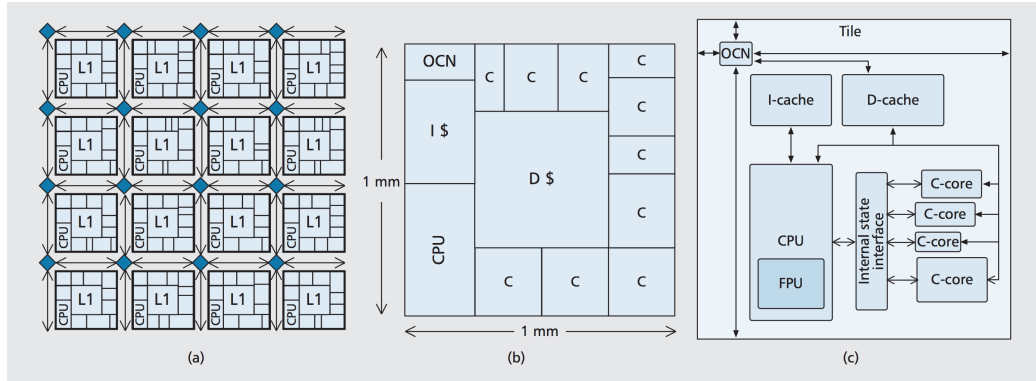 CPU L1 CPU L1 CPU L1 CPU L1
CPU L1 CPU L1 CPU L1 CPU L1
CPU L1 CPU L1 CPU L1 CPU L1
CPU L1 CPU L1 CPU L1 CPU L1
(a)
OCN
C C C C
I $
C
D $
C
1 mm
C
CPU
C C C
1 mm
(b)
Tile
OCN
I-cache
D-cache
CPU
FPU
Internal state
interface
C-core
C-core
C-core
C-core
(c)